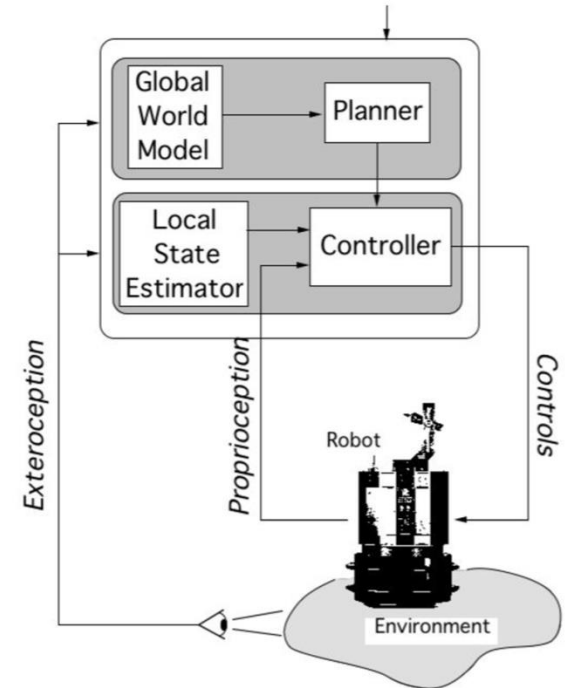 Global
World
Model
Planner
Local
State
Estimator
Controller
Exteroception
Proprioception
Controls
Robot
Environment